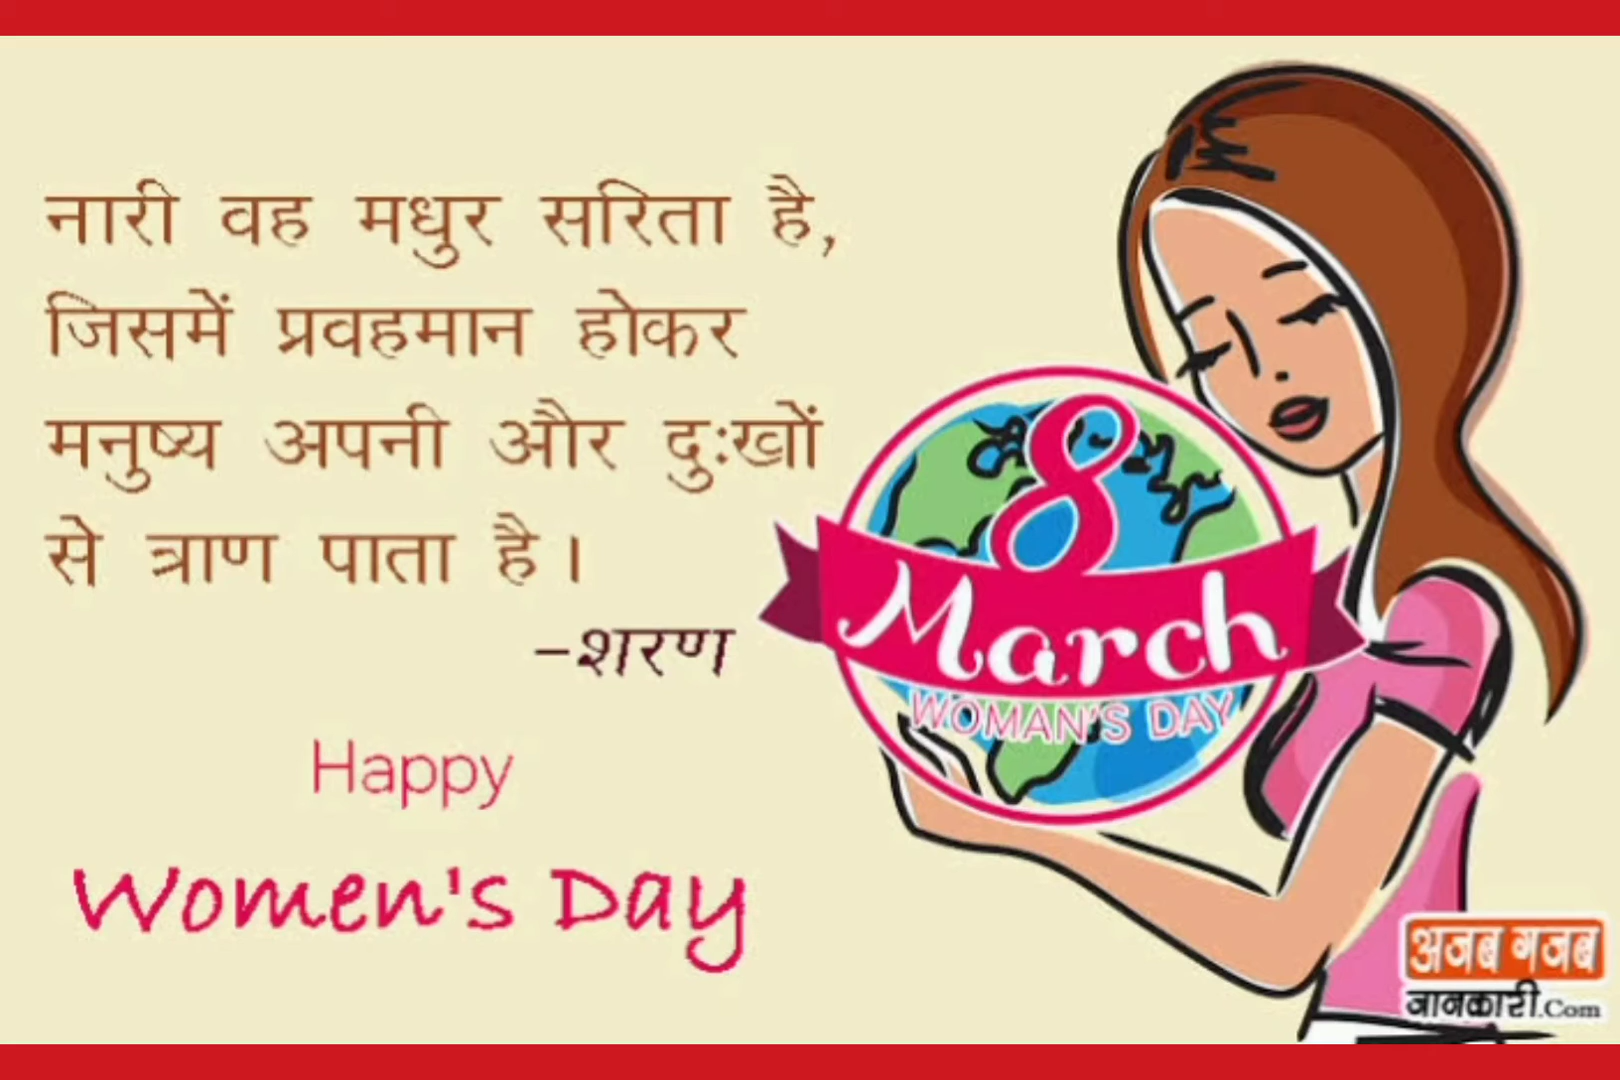 नारी वह मधुर सरिता है,
जिसमें प्रवहमान होकर
मनुष्य अपनी और दुःखों
से त्राण पाता है।
–शरण
Happy
Women's Day
8
March
WOMAN'S DAY
अजब गजब
जानकारी.Com